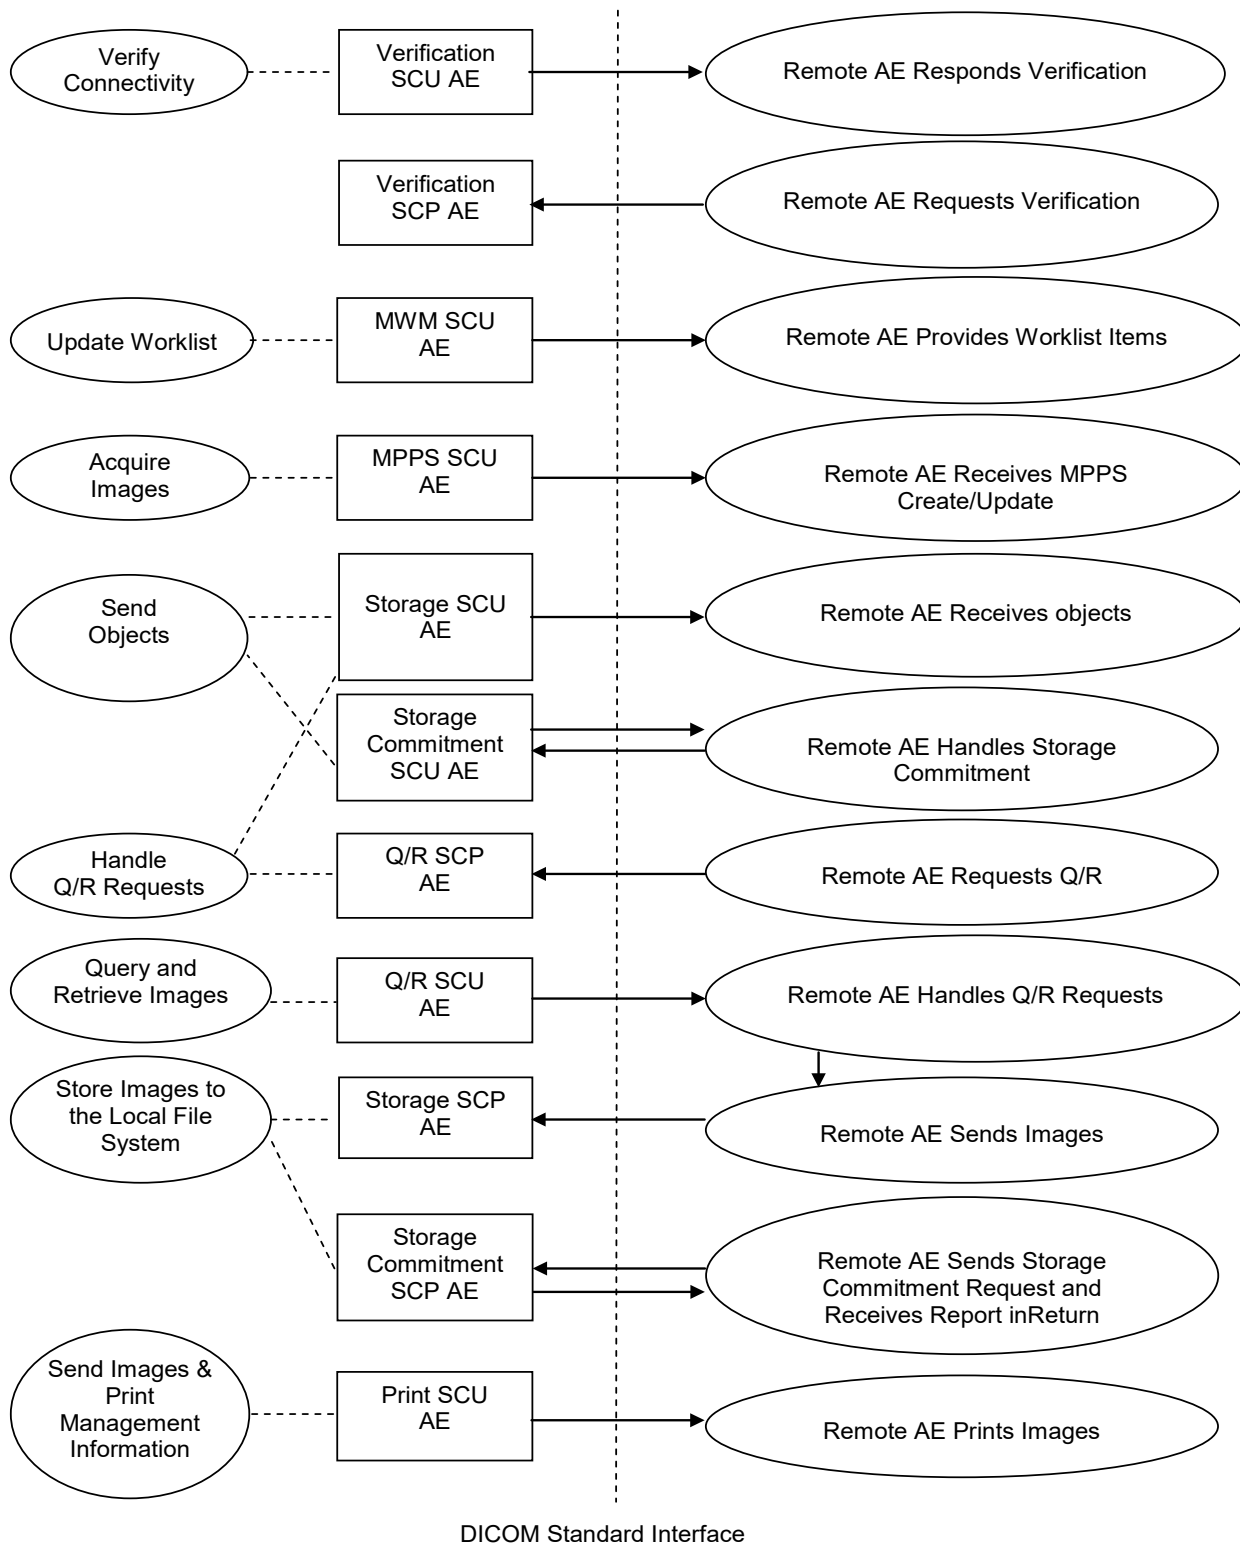 Verify
Connectivity
Verification
SCU AE
Remote AE Responds Verification
Verification
SCP AE
Remote AE Requests Verification
Update Worklist
MWM SCU
AE
Remote AE Provides Worklist Items
Acquire
Images
MPPS SCU
AE
Remote AE Receives MPPS
Create/Update
Send
Objects
Storage SCU
AE
Remote AE Receives objects
Storage
Commitment
SCU AE
Remote AE Handles Storage
Commitment
Handle
Q/R Requests
Q/R SCP
AE
Remote AE Requests Q/R
Query and
Retrieve Images
Q/R SCU
AE
Remote AE Handles Q/R Requests
Store Images to
the Local File
System
Storage SCP
AE
Remote AE Sends Images
Storage
Commitment
SCP AE
Remote AE Sends Storage
Commitment Request and
Receives Report inReturn
Send Images &
Print
Management
Information
Print SCU
AE
Remote AE Prints Images
DICOM Standard Interface